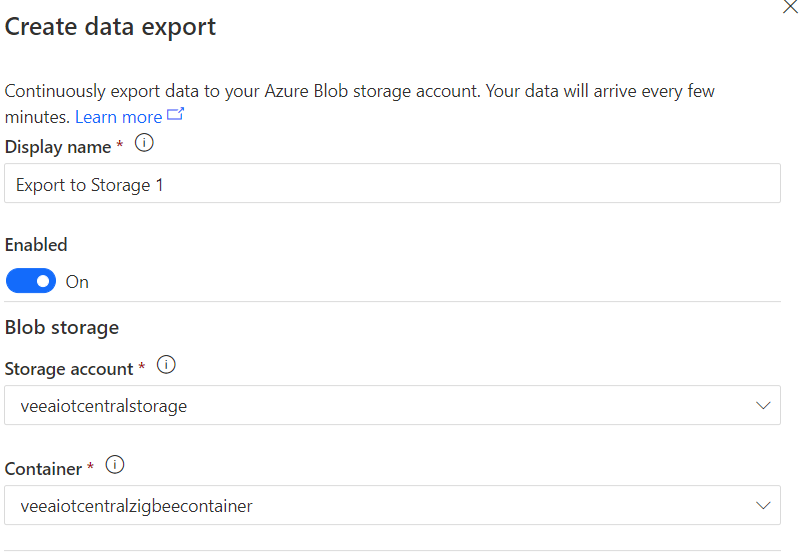 Create data export
Continuously export data to your Azure Blob storage account. Your data will arrive every few
minutes. Learn more
Display name *
Export to Storage 1
Enabled
On
Blob storage
Storage account *
veeaiotcentralstorage
Container *
veeaiotcentralzigbeecontainer